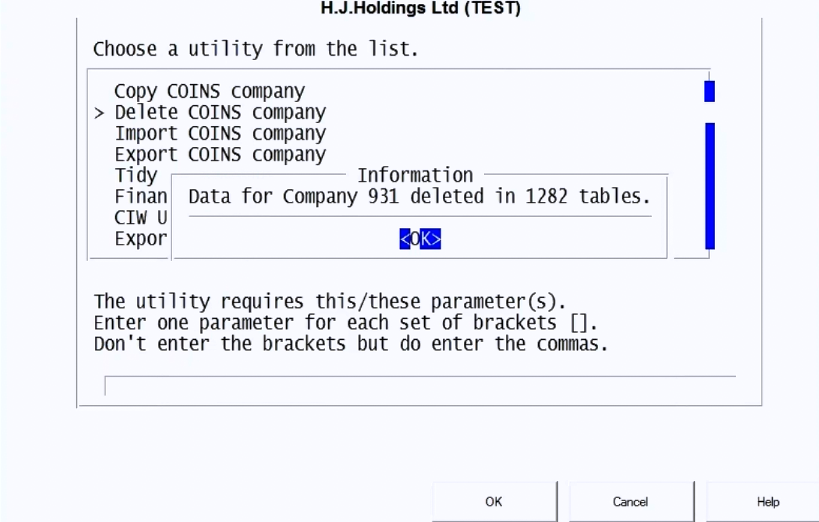 H.J.Holdings Ltd (TEST)
Choose a utility from the list.
Copy COINS company
> Delete COINS company
Import COINS company
Export COINS company
Tidy
Information
Finan
Data for Company 931 deleted in 1282 tables.
CIW U
Expor
<OK>
The utility requires this/these parameter(s).
Enter one parameter for each set of brackets [].
Don't enter the brackets but do enter the commas.
OK
Cancel
Help